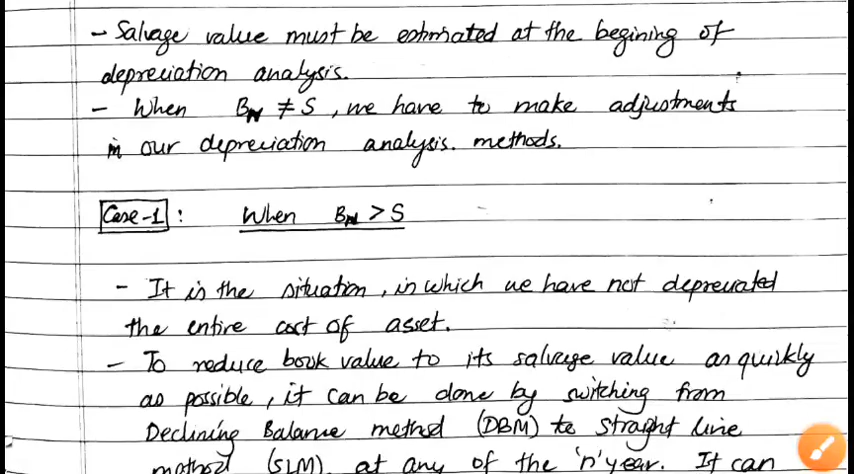 - Salvage value must be estimated at the begining of
depreciation analysis.
- When BN ≠ S, we have to make adjustments
in our depreciation analysis. methods.
Case-1 : When BN > S
- It is the situation, in which we have not depreciated
the entire cost of asset.
- To reduce book value to its salvage value as quickly
as possible, it can be done by switching from
Declining Balance method (DBM) to Straight Line
method (SLM), at any of the 'n' year. It can